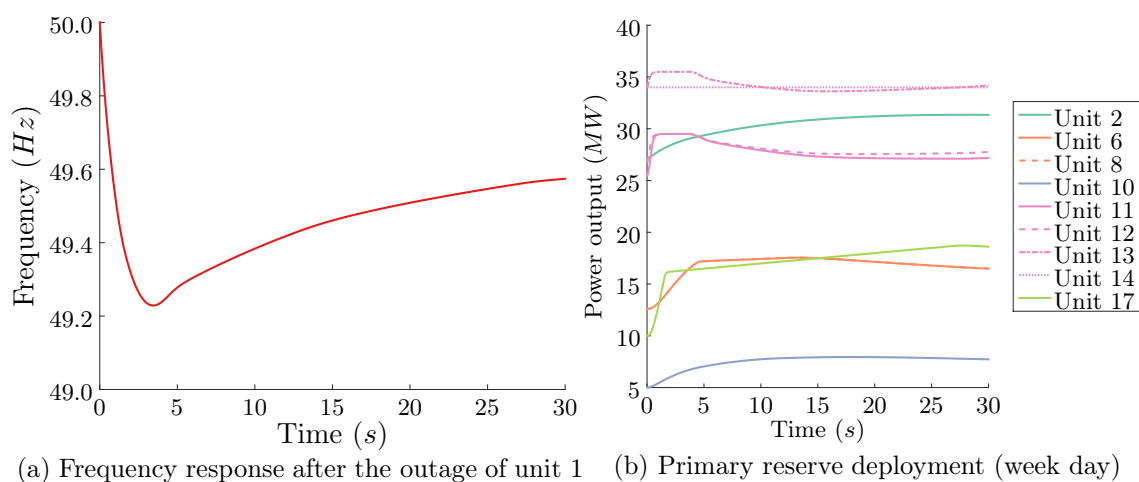 50.0
49.8
49.6
49.4
49.2
49.0
Frequency (Hz)
0 5 10 15 20 25 30
Time (s)
(a) Frequency response after the outage of unit 1
40
35
30
25
20
15
10
5
Power output (MW)
0 5 10 15 20 25 30
Time (s)
(b) Primary reserve deployment (week day)
Unit 2
Unit 6
Unit 8
Unit 10
Unit 11
Unit 12
Unit 13
Unit 14
Unit 17